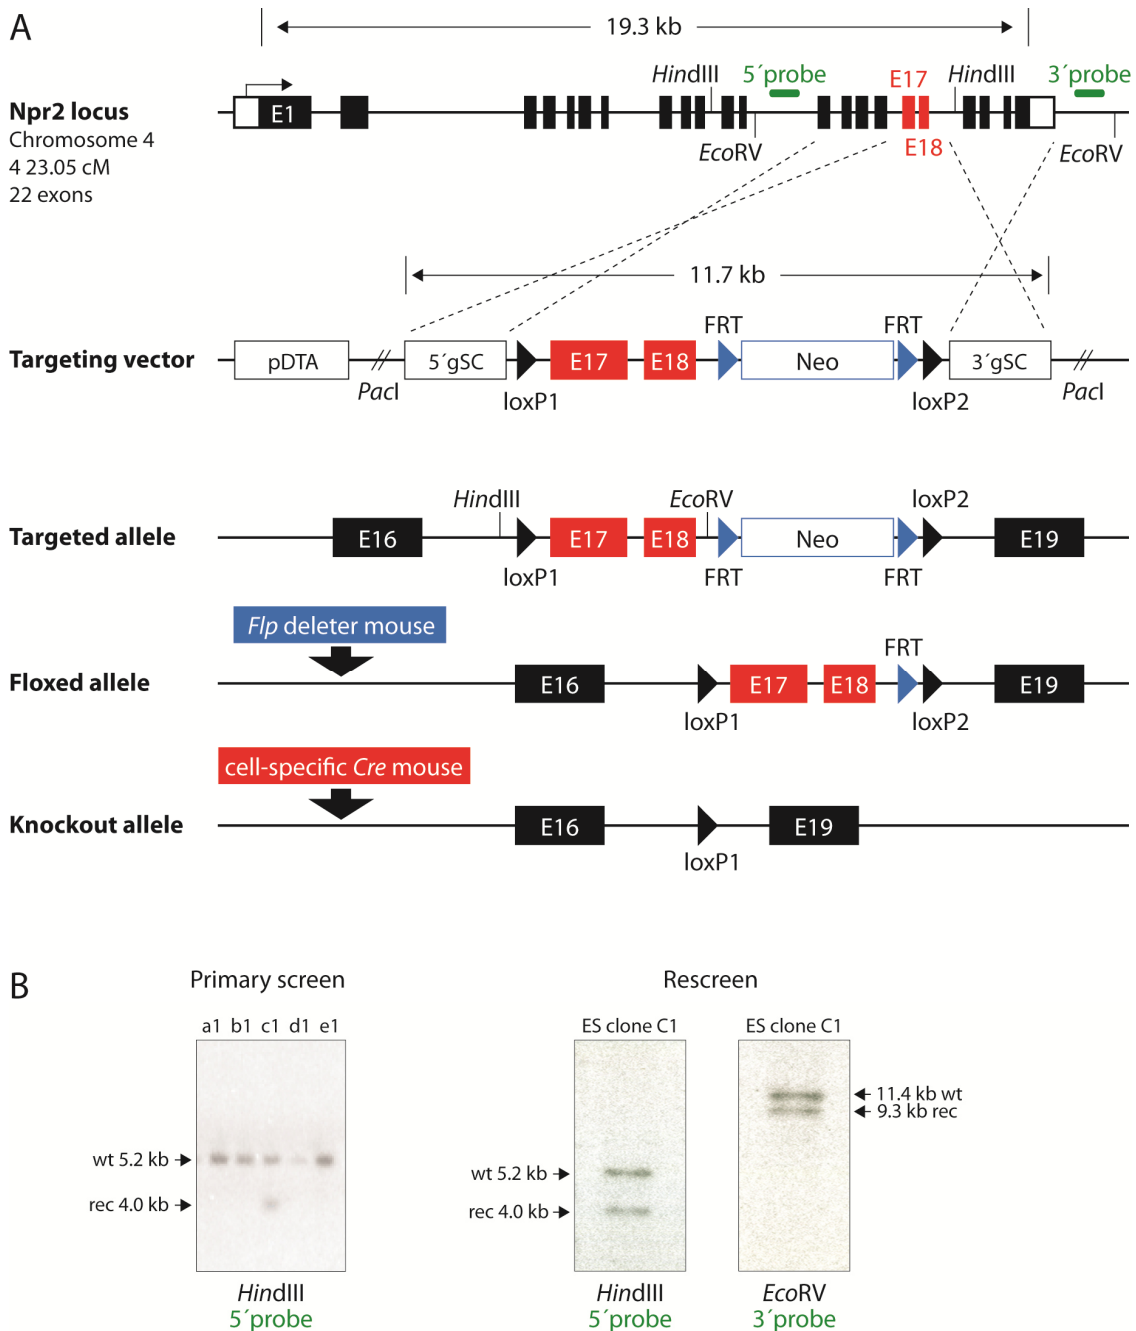 A
19.3 kb
HindIII
5´probe
E17
HindIII
3´probe
Npr2 locus
E1
Chromosome 4
4 23.05 cM
22 exons
EcoRV
E18
EcoRV
11.7 kb
FRT
FRT
Targeting vector
pDTA
PacI
5´gSC
loxP1
E17
E18
Neo
loxP2
3´gSC
PacI
HindIII
EcoRV
loxP2
Targeted allele
E16
E17
E18
Neo
E19
loxP1
FRT
FRT
Flp deleter mouse
FRT
Floxed allele
E16
E17
E18
E19
loxP1
loxP2
cell-specific Cre mouse
Knockout allele
E16
E19
loxP1
B
Primary screen
Rescreen
a1 b1 c1 d1 e1
ES clone C1
ES clone C1
11.4 kb wt
9.3 kb rec
wt 5.2 kb
rec 4.0 kb
wt 5.2 kb
rec 4.0 kb
HindIII
5´probe
HindIII
5´probe
EcoRV
3´probe